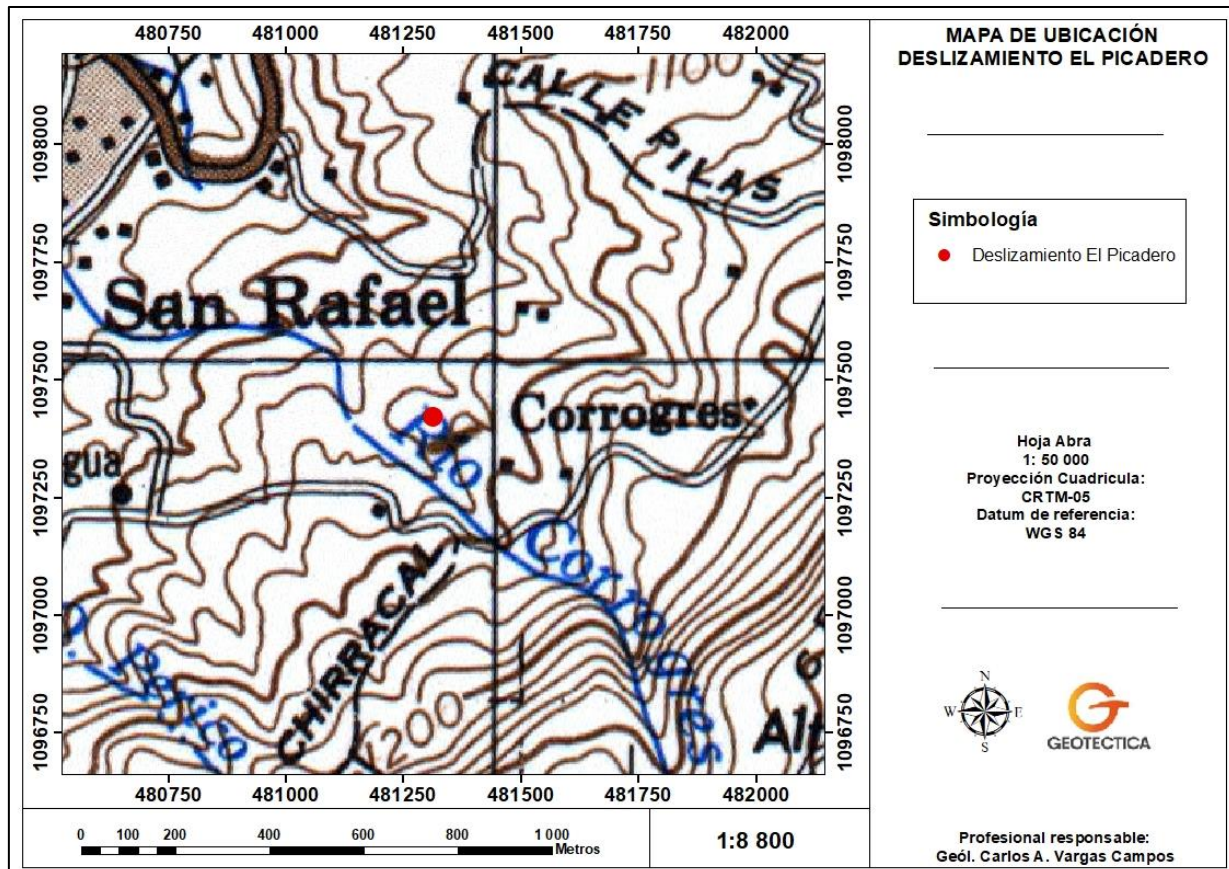 480750 481000 481250 481500 481750 482000
1098000
1097750
1097500
1097250
1097000
1096750
1098000
1097750
1097500
1097250
1097000
1096750
1100
CALLE PILAS
San Rafael
Corrogres
gua
Río
Corrogres
CHIRRACAL
1200
Alt
480750 481000 481250 481500 481750 482000
0 100 200 400 600 800 1 000
Metros
1:8 800
MAPA DE UBICACIÓN
DESLIZAMIENTO EL PICADERO
Simbología
Deslizamiento El Picadero
Hoja Abra
1: 50 000
Proyección Cuadricula:
CRTM-05
Datum de referencia:
WGS 84
N
W E
S
GEOTECTICA
Profesional responsable:
Geól. Carlos A. Vargas Campos